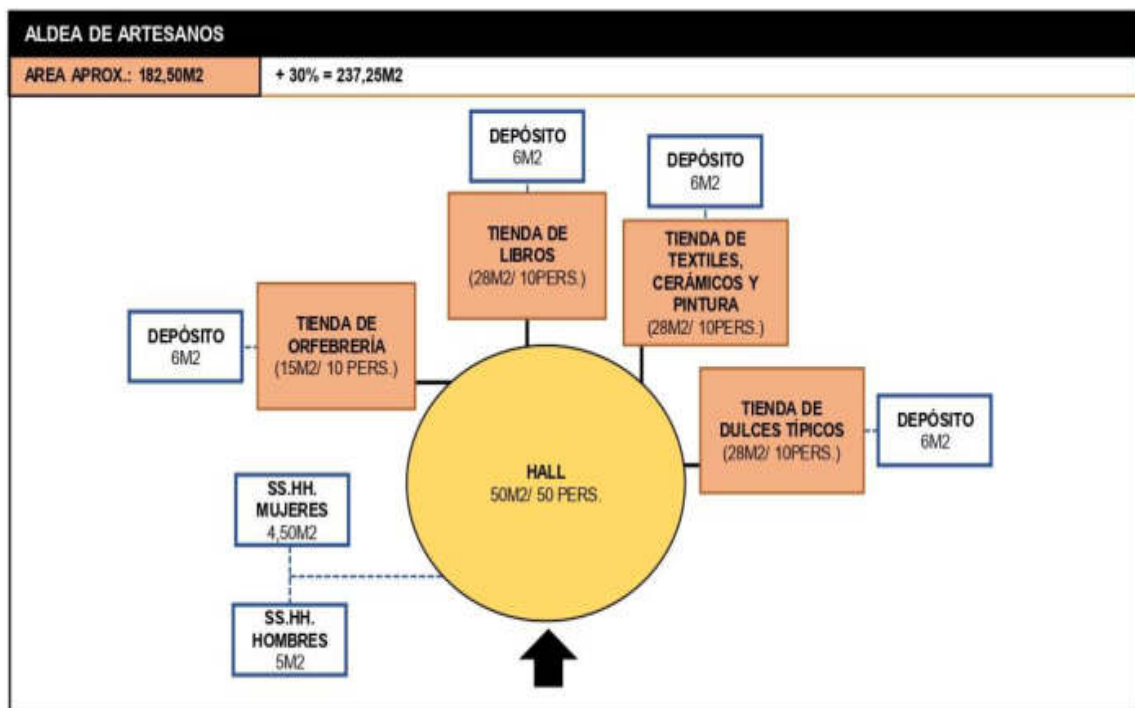 ALDEA DE ARTESANOS
AREA APROX.: 182,50M2
+ 30% = 237,25M2
DEPÓSITO
6M2
DEPÓSITO
6M2
TIENDA DE
LIBROS
(28M2/ 10PERS.)
TIENDA DE
TEXTILES,
CERÁMICOS Y
PINTURA
(28M2/ 10PERS.)
DEPÓSITO
6M2
TIENDA DE
ORFEBRERÍA
(15M2/ 10 PERS.)
TIENDA DE
DULCES TÍPICOS
(28M2/ 10PERS.)
DEPÓSITO
6M2
HALL
50M2/ 50 PERS.
SS.HH.
MUJERES
4,50M2
SS.HH.
HOMBRES
5M2